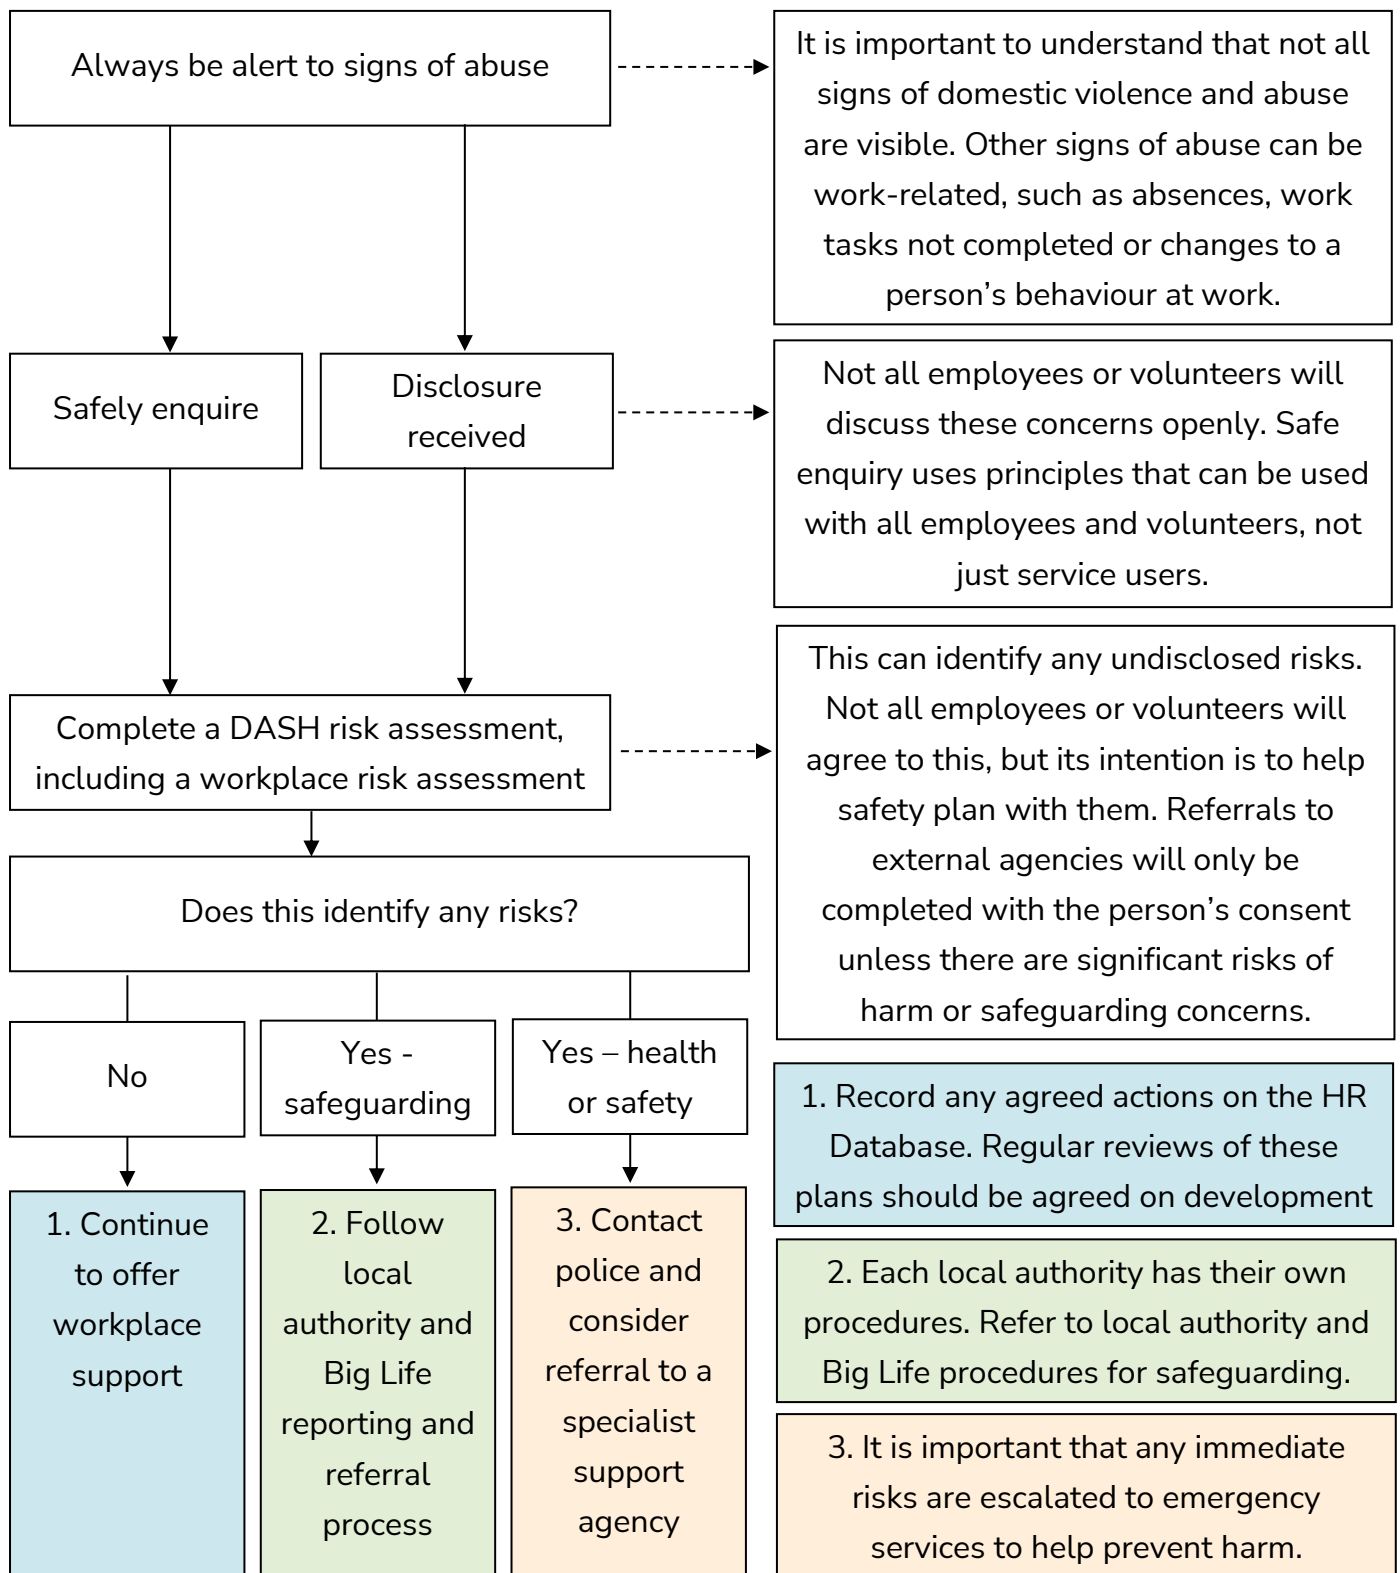 Always be alert to signs of abuse
It is important to understand that not all
signs of domestic violence and abuse
are visible. Other signs of abuse can be
work-related, such as absences, work
tasks not completed or changes to a
person’s behaviour at work.
Safely enquire
Disclosure
received
Not all employees or volunteers will
discuss these concerns openly. Safe
enquiry uses principles that can be used
with all employees and volunteers, not
just service users.
Complete a DASH risk assessment,
including a workplace risk assessment
This can identify any undisclosed risks.
Not all employees or volunteers will
agree to this, but its intention is to help
safety plan with them. Referrals to
external agencies will only be
completed with the person’s consent
unless there are significant risks of
harm or safeguarding concerns.
Does this identify any risks?
No
Yes -
safeguarding
Yes – health
or safety
1. Continue
to offer
workplace
support
2. Follow
local
authority and
Big Life
reporting and
referral
process
3. Contact
police and
consider
referral to a
specialist
support
agency
1. Record any agreed actions on the HR
Database. Regular reviews of these
plans should be agreed on development
2. Each local authority has their own
procedures. Refer to local authority and
Big Life procedures for safeguarding.
3. It is important that any immediate
risks are escalated to emergency
services to help prevent harm.